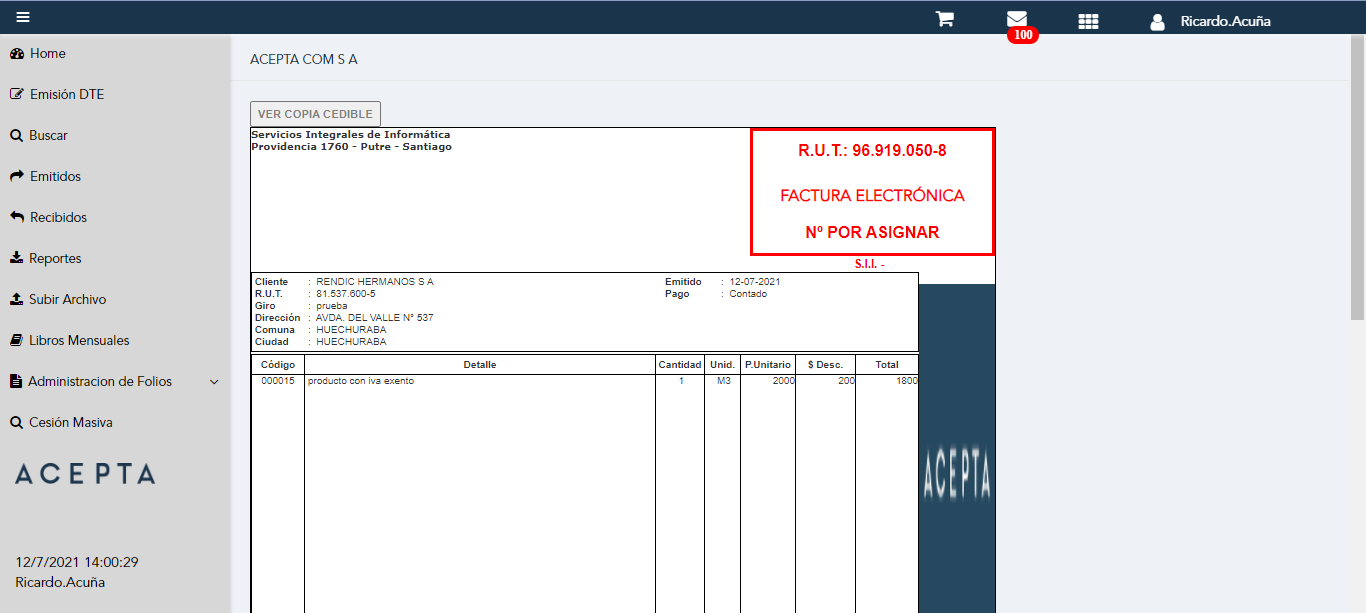 Ricardo.Acuña
100
Home
Emisión DTE
Buscar
Emitidos
Recibidos
Reportes
Subir Archivo
Libros Mensuales
Administracion de Folios
Cesión Masiva
ACEPTA
12/7/2021 14:00:29
Ricardo.Acuña
ACEPTA COM S A
VER COPIA CEDIBLE
Servicios Integrales de Informática
Providencia 1760 - Putre - Santiago
R.U.T.: 96.919.050-8
FACTURA ELECTRÓNICA
Nº POR ASIGNAR
S.I.I. -
Cliente : RENDIC HERMANOS S A Emitido : 12-07-2021
R.U.T. : 81.537.600-5 Pago : Contado
Giro : prueba
Dirección : AVDA. DEL VALLE N° 537
Comuna : HUECHURABA
Ciudad : HUECHURABA
Código Detalle Cantidad Unid. P.Unitario $ Desc. Total
000015 producto con iva exento 1 M3 2000 200 1800
ACEPTA